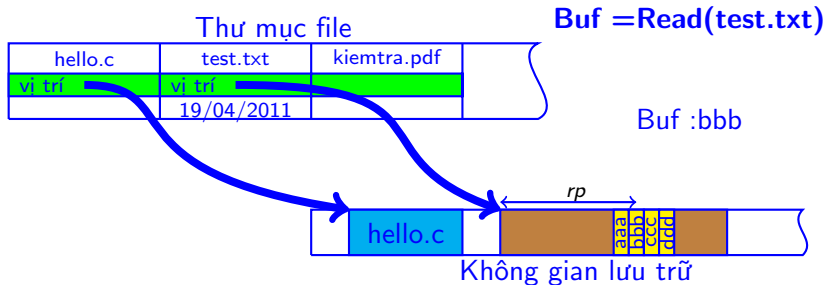 Thư mục file
Buf =Read(test.txt)
hello.c
test.txt
kiemtra.pdf
vị trí
vị trí
19/04/2011
Buf :bbb
rp
hello.c
aaa
bbb
ccc
ddd
Không gian lưu trữ